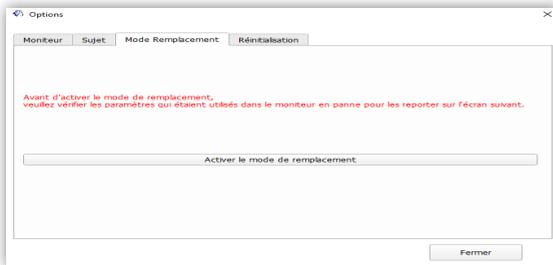 Options
Moniteur Sujet Mode Remplacement Réinitialisation
Avant d'activer le mode de remplacement,
veuillez vérifier les paramètres qui étaient utilisés dans le moniteur en panne pour les reporter sur l'écran suivant.
Activer le mode de remplacement
Fermer